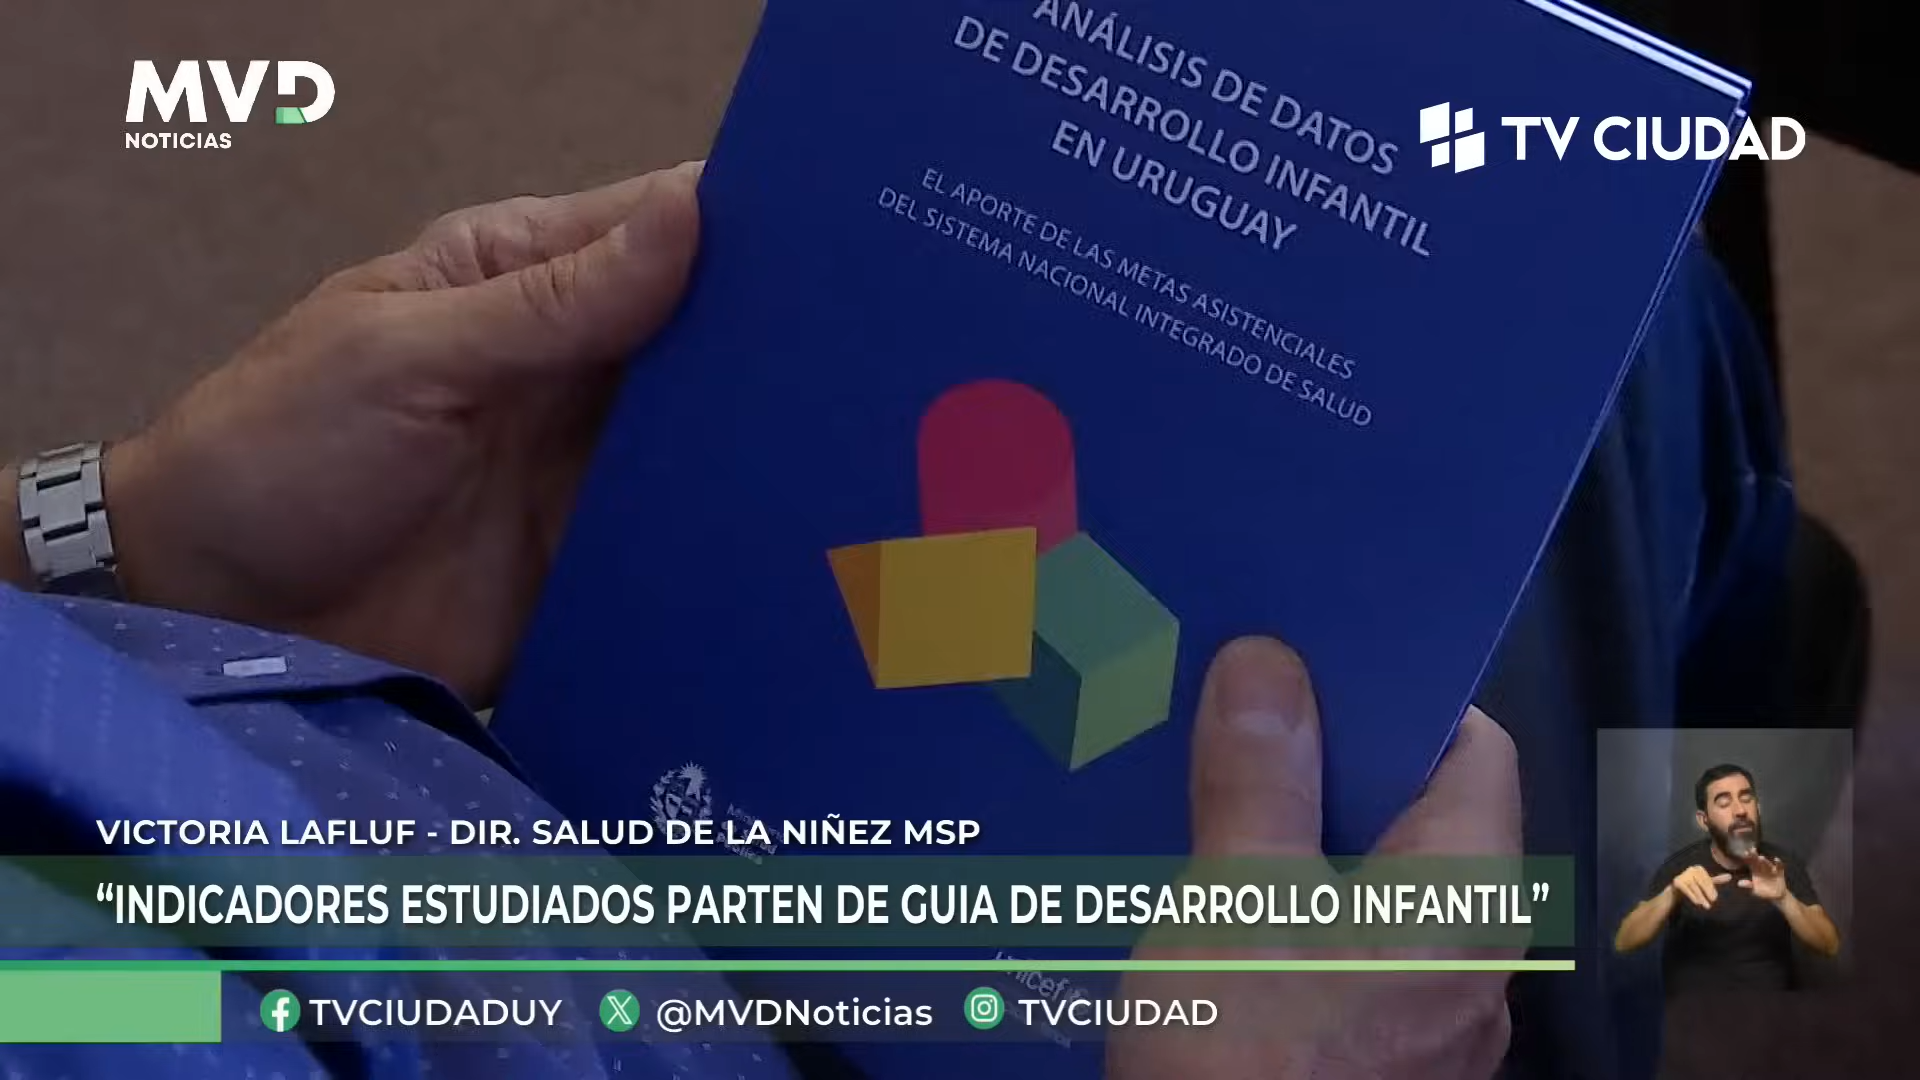 MVD
NOTICIAS
TV CIUDAD
ANÁLISIS DE DATOS
DE DESARROLLO INFANTIL
EN URUGUAY
EL APORTE DE LAS METAS ASISTENCIALES
DEL SISTEMA NACIONAL INTEGRADO DE SALUD
VICTORIA LAFLUF - DIR. SALUD DE LA NIÑEZ MSP
“INDICADORES ESTUDIADOS PARTEN DE GUIA DE DESARROLLO INFANTIL”
unicef
TVCIUDADUY @MVDNoticias TVCIUDAD